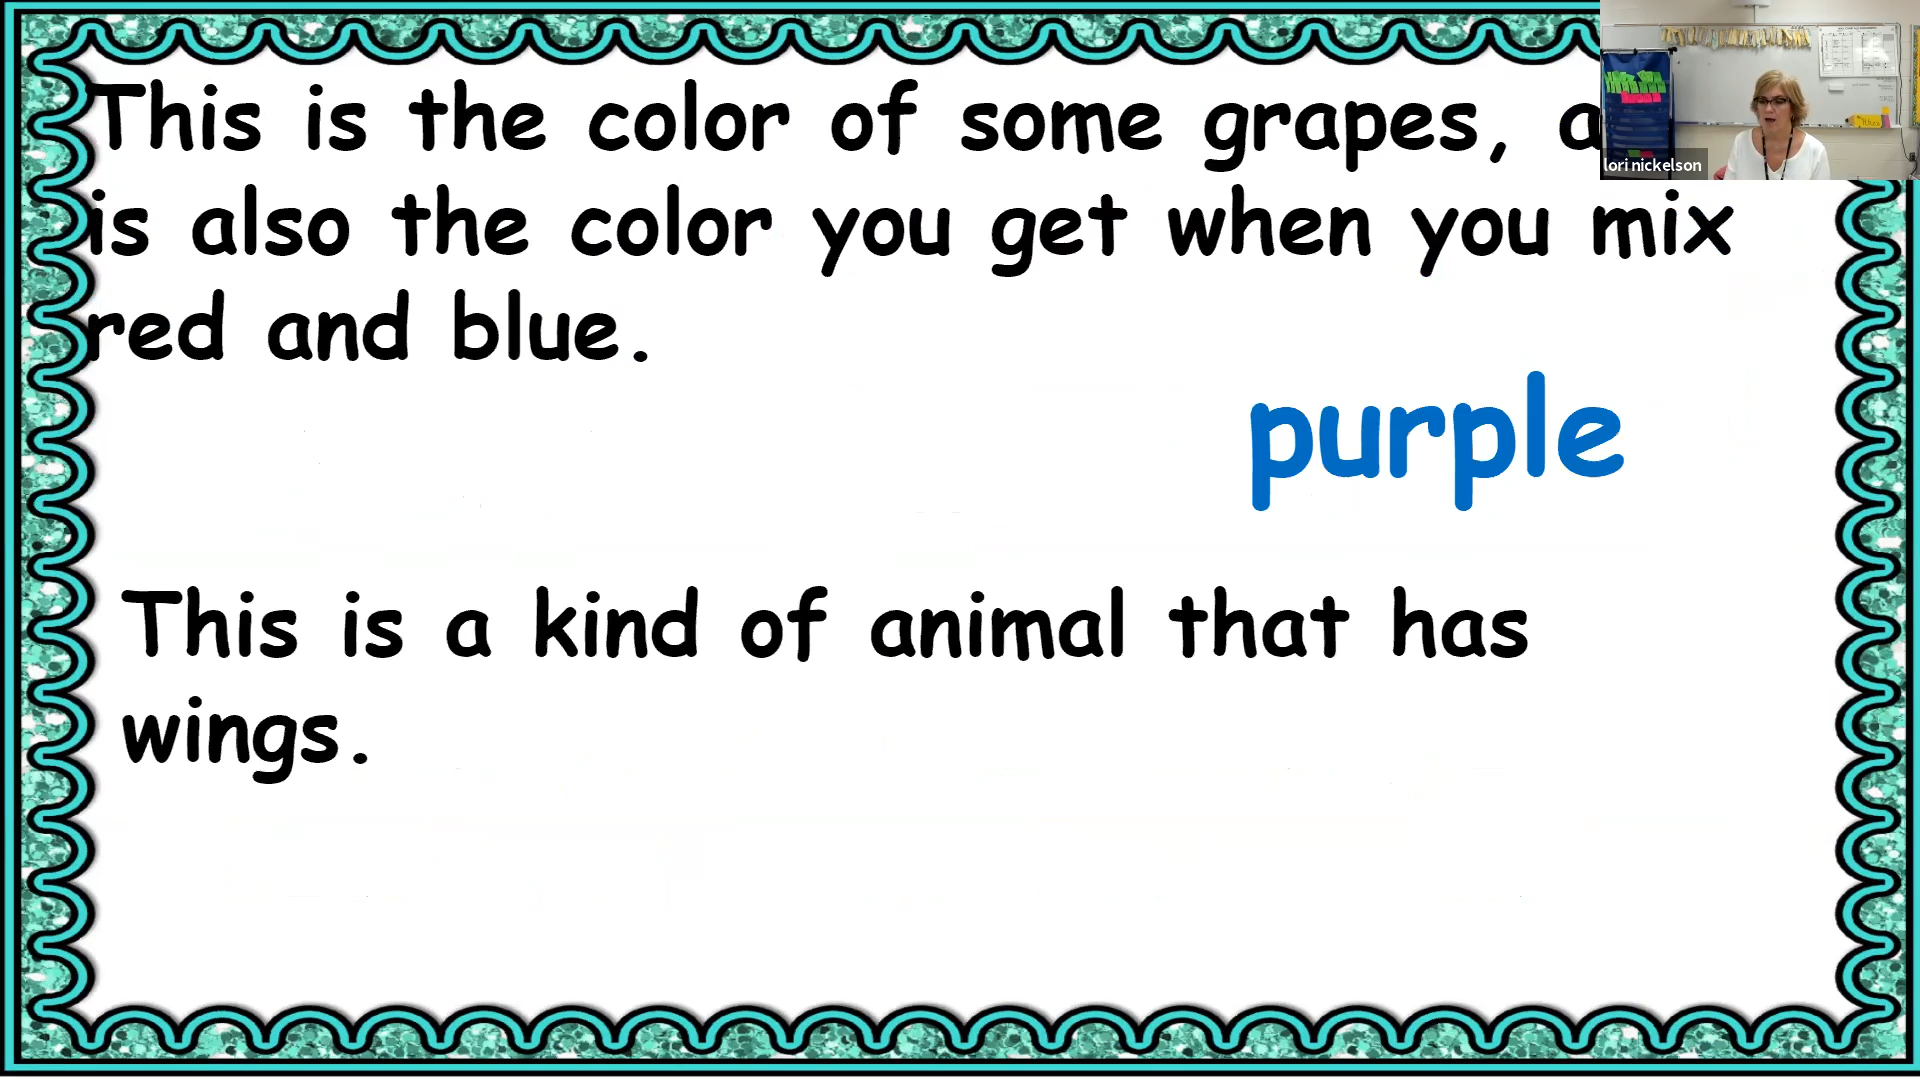 This is the color of some grapes,
is also the color you get when you mix
red and blue.
purple
This is a kind of animal that has
wings.
lori nickelson